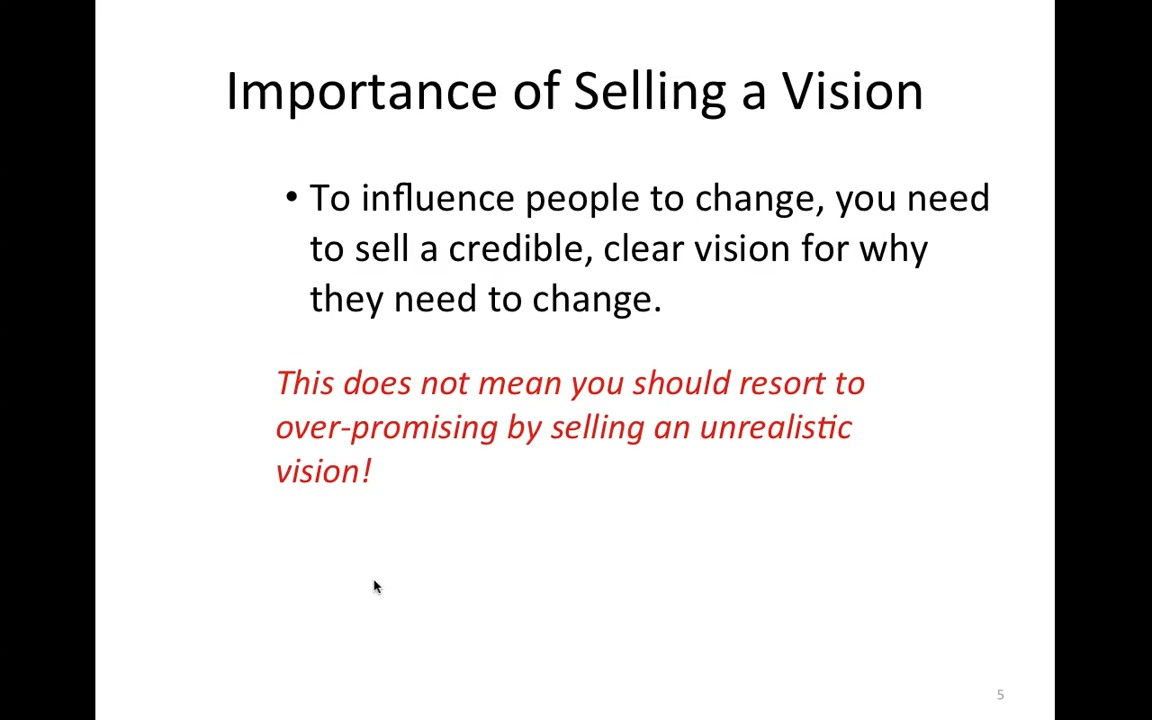 Importance of Selling a Vision
• To influence people to change, you need
to sell a credible, clear vision for why
they need to change.
This does not mean you should resort to
over-promising by selling an unrealistic
vision!
5